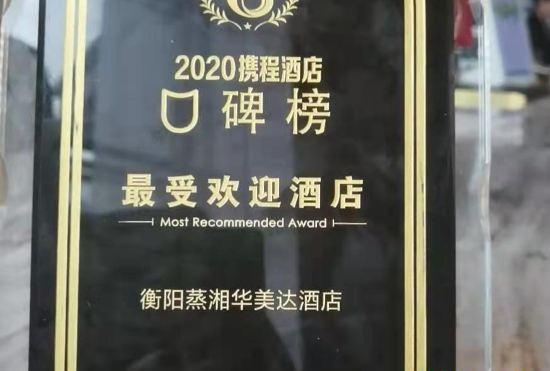 2020携程酒店
口碑榜
最受欢迎酒店
Most Recommended Award
衡阳蒸湘华美达酒店